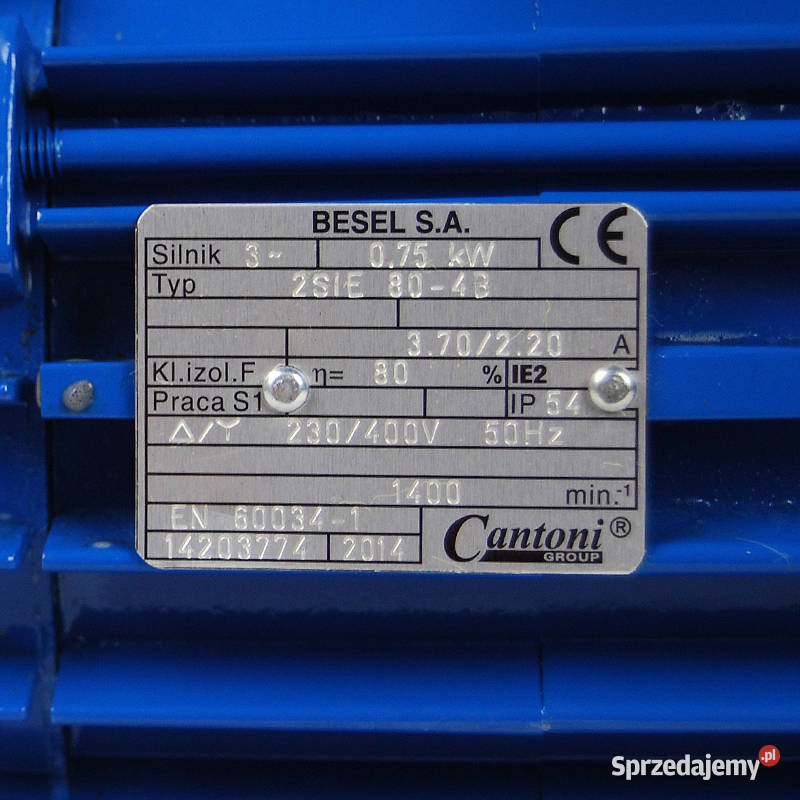 BESEL S.A.
CE
Silnik 3~ 0.75 kW
Typ 2SIE 80-4B
3.70/2.20 A
Kl.izol.F η= 80 % IE2
Praca S1 IP 54
Δ/Y 230/400V 50Hz
1400 min.-1
EN 60034-1
14203774 2014
Cantoni®
GROUP
Sprzedajemy.pl